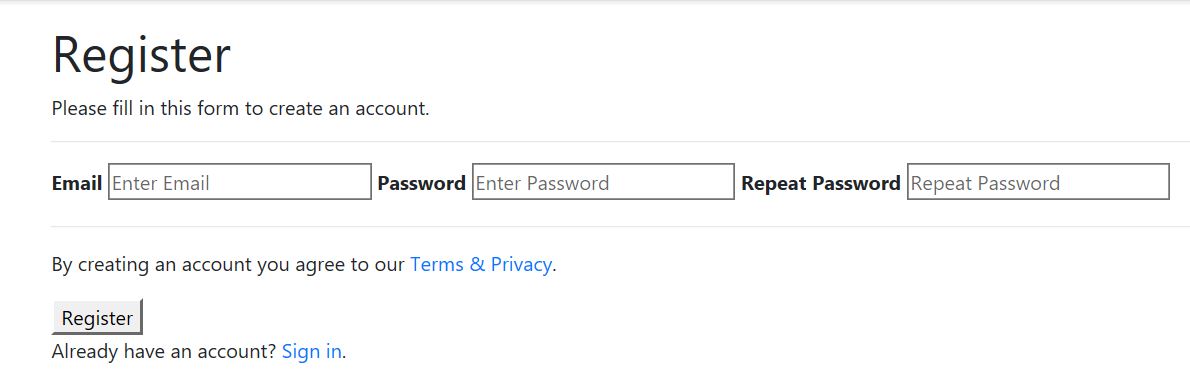 Register
Please fill in this form to create an account.
Email Enter Email Password Enter Password Repeat Password Repeat Password
By creating an account you agree to our Terms & Privacy.
Register
Already have an account? Sign in.